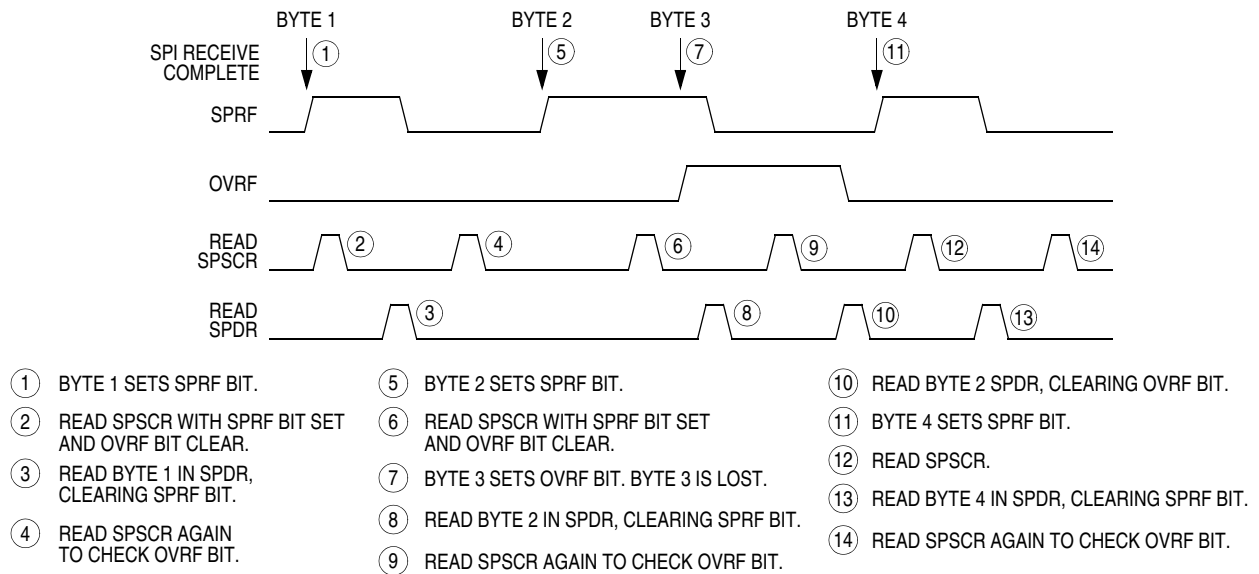 BYTE 1 BYTE 2 BYTE 3 BYTE 4
SPI RECEIVE
COMPLETE
1 5 7 11
SPRF
OVRF
READ
SPSCR
2 4 6 9 12 14
READ
SPDR
3 8 10 13
1 BYTE 1 SETS SPRF BIT.
2 READ SPSCR WITH SPRF BIT SET
AND OVRF BIT CLEAR.
3 READ BYTE 1 IN SPDR,
CLEARING SPRF BIT.
4 READ SPSCR AGAIN
TO CHECK OVRF BIT.
5 BYTE 2 SETS SPRF BIT.
6 READ SPSCR WITH SPRF BIT SET
AND OVRF BIT CLEAR.
7 BYTE 3 SETS OVRF BIT. BYTE 3 IS LOST.
8 READ BYTE 2 IN SPDR, CLEARING SPRF BIT.
9 READ SPSCR AGAIN TO CHECK OVRF BIT.
10 READ BYTE 2 SPDR, CLEARING OVRF BIT.
11 BYTE 4 SETS SPRF BIT.
12 READ SPSCR.
13 READ BYTE 4 IN SPDR, CLEARING SPRF BIT.
14 READ SPSCR AGAIN TO CHECK OVRF BIT.